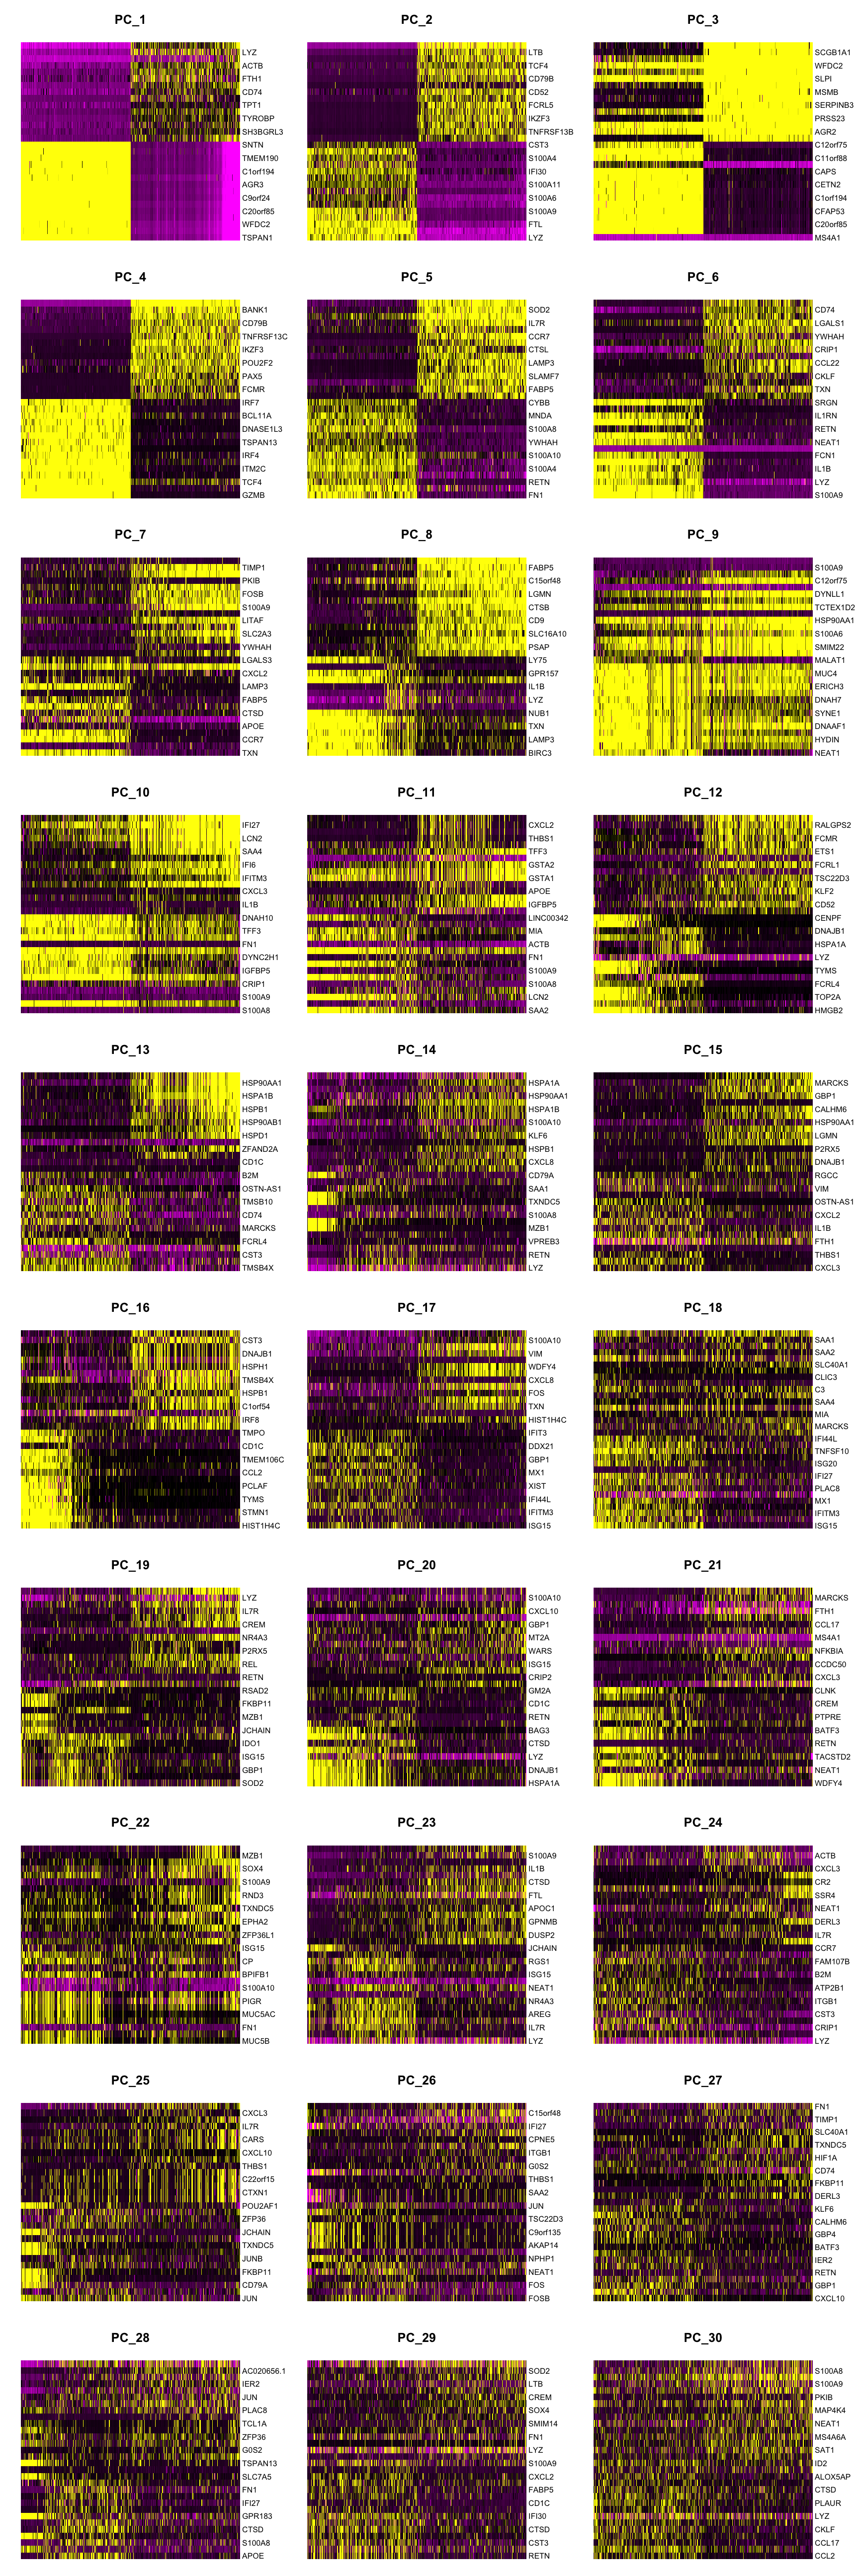 PC_1
LYZ
ACTB
FTH1
CD74
TPT1
TYROBP
SH3BGRL3
SNTN
TMEM190
C1orf194
AGR3
C9orf24
C20orf85
WFDC2
TSPAN1
PC_2
LTB
TCF4
CD79B
CD52
FCRL5
IKZF3
TNFRSF13B
CST3
S100A4
IFI30
S100A11
S100A6
S100A9
FTL
LYZ
PC_3
SCGB1A1
WFDC2
SLPI
MSMB
SERPINB3
PRSS23
AGR2
C12orf75
C11orf88
CAPS
CETN2
C1orf194
CFAP53
C20orf85
MS4A1
PC_4
BANK1
CD79B
TNFRSF13C
IKZF3
POU2F2
PAX5
FCMR
IRF7
BCL11A
DNASE1L3
TSPAN13
IRF4
ITM2C
TCF4
GZMB
PC_5
SOD2
IL7R
CCR7
CTSL
LAMP3
SLAMF7
FABP5
CYBB
MNDA
S100A8
YWHAH
S100A10
S100A4
RETN
FN1
PC_6
CD74
LGALS1
YWHAH
CRIP1
CCL22
CKLF
TXN
SRGN
IL1RN
RETN
NEAT1
FCN1
IL1B
LYZ
S100A9
PC_7
TIMP1
PKIB
FOSB
S100A9
LITAF
SLC2A3
YWHAH
LGALS3
CXCL2
LAMP3
FABP5
CTSD
APOE
CCR7
TXN
PC_8
FABP5
C15orf48
LGMN
CTSB
CD9
SLC16A10
PSAP
LY75
GPR157
IL1B
LYZ
NUB1
TXN
LAMP3
BIRC3
PC_9
S100A9
C12orf75
DYNLL1
TCTEX1D2
HSP90AA1
S100A6
SMIM22
MALAT1
MUC4
ERICH3
DNAH7
SYNE1
DNAAF1
HYDIN
NEAT1
PC_10
IFI27
LCN2
SAA4
IFI6
IFITM3
CXCL3
IL1B
DNAH10
TFF3
FN1
DYNC2H1
IGFBP5
CRIP1
S100A9
S100A8
PC_11
CXCL2
THBS1
TFF3
GSTA2
GSTA1
APOE
IGFBP5
LINC00342
MIA
ACTB
FN1
S100A9
S100A8
LCN2
SAA2
PC_12
RALGPS2
FCMR
ETS1
FCRL1
TSC22D3
KLF2
CD52
CENPF
DNAJB1
HSPA1A
LYZ
TYMS
FCRL4
TOP2A
HMGB2
PC_13
HSP90AA1
HSPA1B
HSPB1
HSP90AB1
HSPD1
ZFAND2A
CD1C
B2M
OSTN-AS1
TMSB10
CD74
MARCKS
FCRL4
CST3
TMSB4X
PC_14
HSPA1A
HSP90AA1
HSPA1B
S100A10
KLF6
HSPB1
CXCL8
CD79A
SAA1
TXNDC5
S100A8
MZB1
VPREB3
RETN
LYZ
PC_15
MARCKS
GBP1
CALHM6
HSP90AA1
LGMN
P2RX5
DNAJB1
RGCC
VIM
OSTN-AS1
CXCL2
IL1B
FTH1
THBS1
CXCL3
PC_16
CST3
DNAJB1
HSPH1
TMSB4X
HSPB1
C1orf54
IRF8
TMPO
CD1C
TMEM106C
CCL2
PCLAF
TYMS
STMN1
HIST1H4C
PC_17
S100A10
VIM
WDFY4
CXCL8
FOS
TXN
HIST1H4C
IFIT3
DDX21
GBP1
MX1
XIST
IFI44L
IFITM3
ISG15
PC_18
SAA1
SAA2
SLC40A1
CLIC3
C3
SAA4
MIA
MARCKS
IFI44L
TNFSF10
ISG20
IFI27
PLAC8
MX1
IFITM3
ISG15
PC_19
LYZ
IL7R
CREM
NR4A3
P2RX5
REL
RETN
RSAD2
FKBP11
MZB1
JCHAIN
IDO1
ISG15
GBP1
SOD2
PC_20
S100A10
CXCL10
GBP1
MT2A
WARS
ISG15
CRIP2
GM2A
CD1C
RETN
BAG3
CTSD
LYZ
DNAJB1
HSPA1A
PC_21
MARCKS
FTH1
CCL17
MS4A1
NFKBIA
CCDC50
CXCL3
CLNK
CREM
PTPRE
BATF3
RETN
TACSTD2
NEAT1
WDFY4
PC_22
MZB1
SOX4
S100A9
RND3
TXNDC5
EPHA2
ZFP36L1
ISG15
CP
BPIFB1
S100A10
PIGR
MUC5AC
FN1
MUC5B
PC_23
S100A9
IL1B
CTSD
FTL
APOC1
GPNMB
DUSP2
JCHAIN
RGS1
ISG15
NEAT1
NR4A3
AREG
IL7R
LYZ
PC_24
ACTB
CXCL3
CR2
SSR4
NEAT1
DERL3
IL7R
CCR7
FAM107B
B2M
ATP2B1
ITGB1
CST3
CRIP1
LYZ
PC_25
CXCL3
IL7R
CARS
CXCL10
THBS1
C22orf15
CTXN1
POU2AF1
ZFP36
JCHAIN
TXNDC5
JUNB
FKBP11
CD79A
JUN
PC_26
C15orf48
IFI27
CPNE5
ITGB1
G0S2
THBS1
SAA2
JUN
TSC22D3
C9orf135
AKAP14
NPHP1
NEAT1
FOS
FOSB
PC_27
FN1
TIMP1
SLC40A1
TXNDC5
HIF1A
CD74
FKBP11
DERL3
KLF6
CALHM6
GBP4
BATF3
IER2
RETN
GBP1
CXCL10
PC_28
AC020656.1
IER2
JUN
PLAC8
TCL1A
ZFP36
G0S2
TSPAN13
SLC7A5
FN1
IFI27
GPR183
CTSD
S100A8
APOE
PC_29
SOD2
LTB
CREM
SOX4
SMIM14
FN1
LYZ
S100A9
CXCL2
FABP5
CD1C
IFI30
CTSD
CST3
RETN
PC_30
S100A8
S100A9
PKIB
MAP4K4
NEAT1
MS4A6A
SAT1
ID2
ALOX5AP
CTSD
PLAUR
LYZ
CKLF
CCL17
CCL2